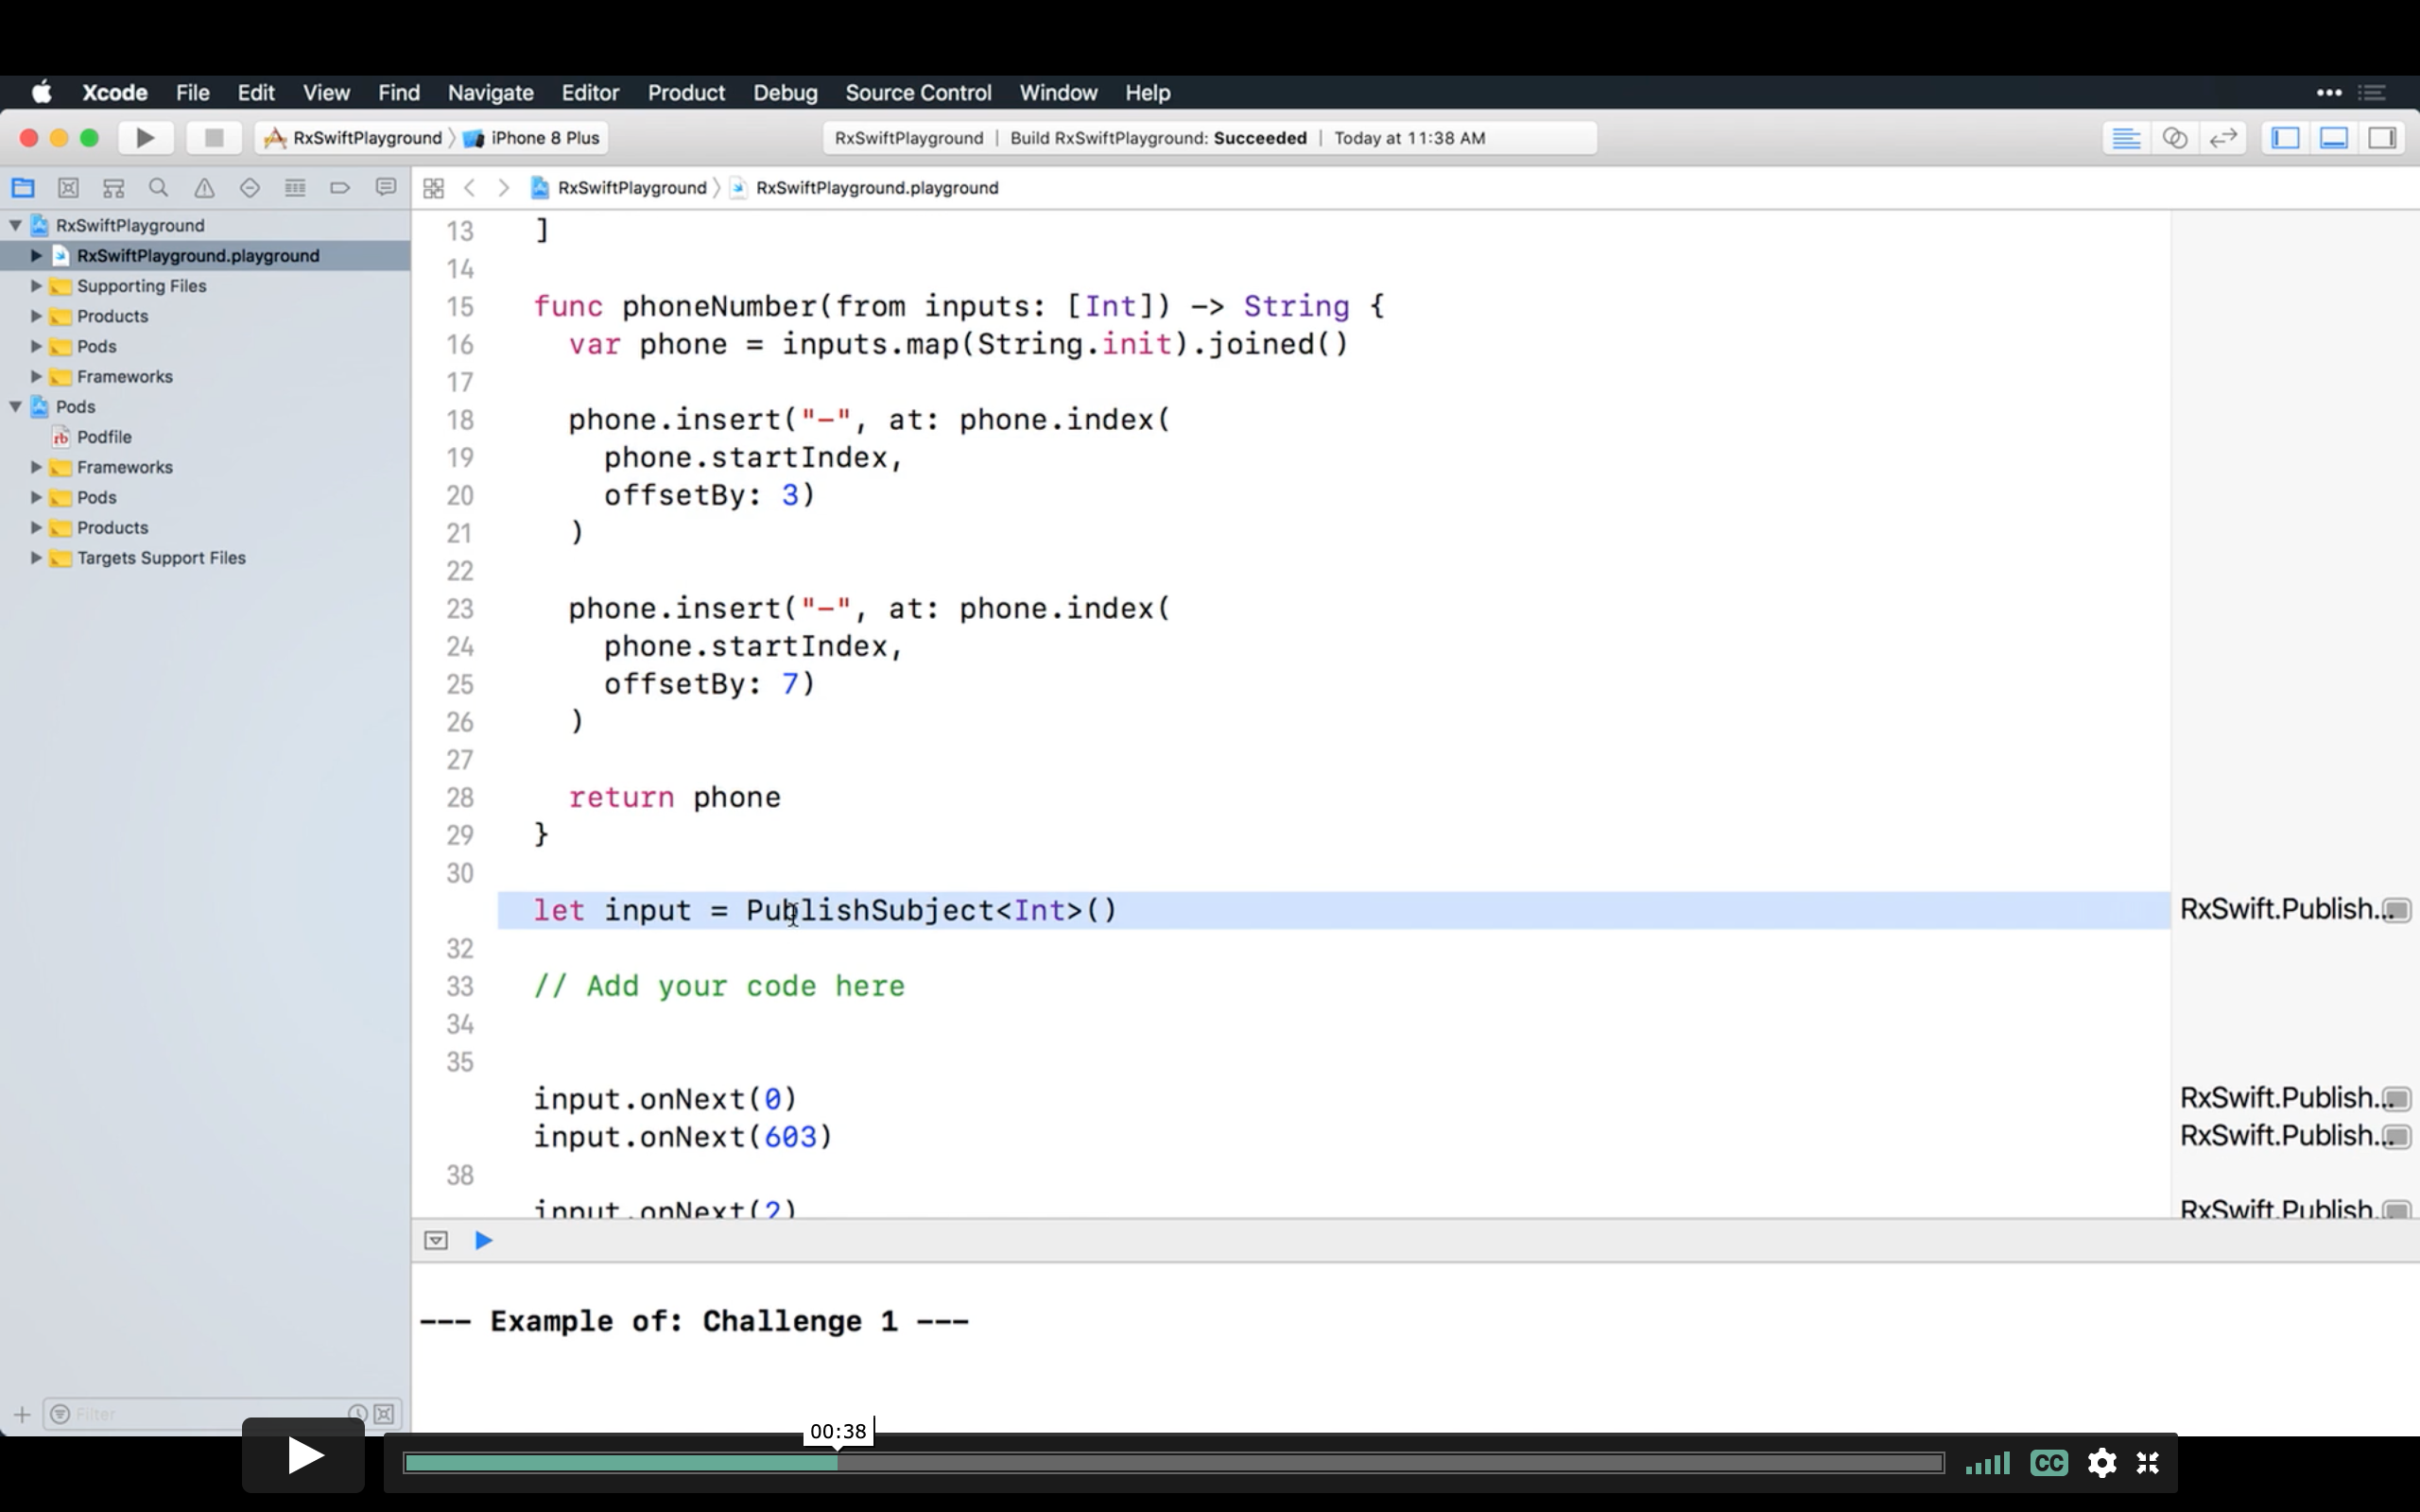 Xcode File Edit View Find Navigate Editor Product Debug Source Control Window Help
RxSwiftPlayground 〉 iPhone 8 Plus
RxSwiftPlayground | Build RxSwiftPlayground: Succeeded | Today at 11:38 AM
RxSwiftPlayground 〉 RxSwiftPlayground.playground
RxSwiftPlayground
RxSwiftPlayground.playground
Supporting Files
Products
Pods
Frameworks
Pods
rb Podfile
Frameworks
Pods
Products
Targets Support Files
Filter
13 ]
14
15 func phoneNumber(from inputs: [Int]) -> String {
16 var phone = inputs.map(String.init).joined()
17
18 phone.insert("-", at: phone.index(
19 phone.startIndex,
20 offsetBy: 3)
21 )
22
23 phone.insert("-", at: phone.index(
24 phone.startIndex,
25 offsetBy: 7)
26 )
27
28 return phone
29 }
30
let input = PublishSubject<Int>() RxSwift.Publish...
32
33 // Add your code here
34
35
input.onNext(0) RxSwift.Publish...
input.onNext(603) RxSwift.Publish...
38
input.onNext(2) RxSwift.Publish...
--- Example of: Challenge 1 ---
00:38
CC